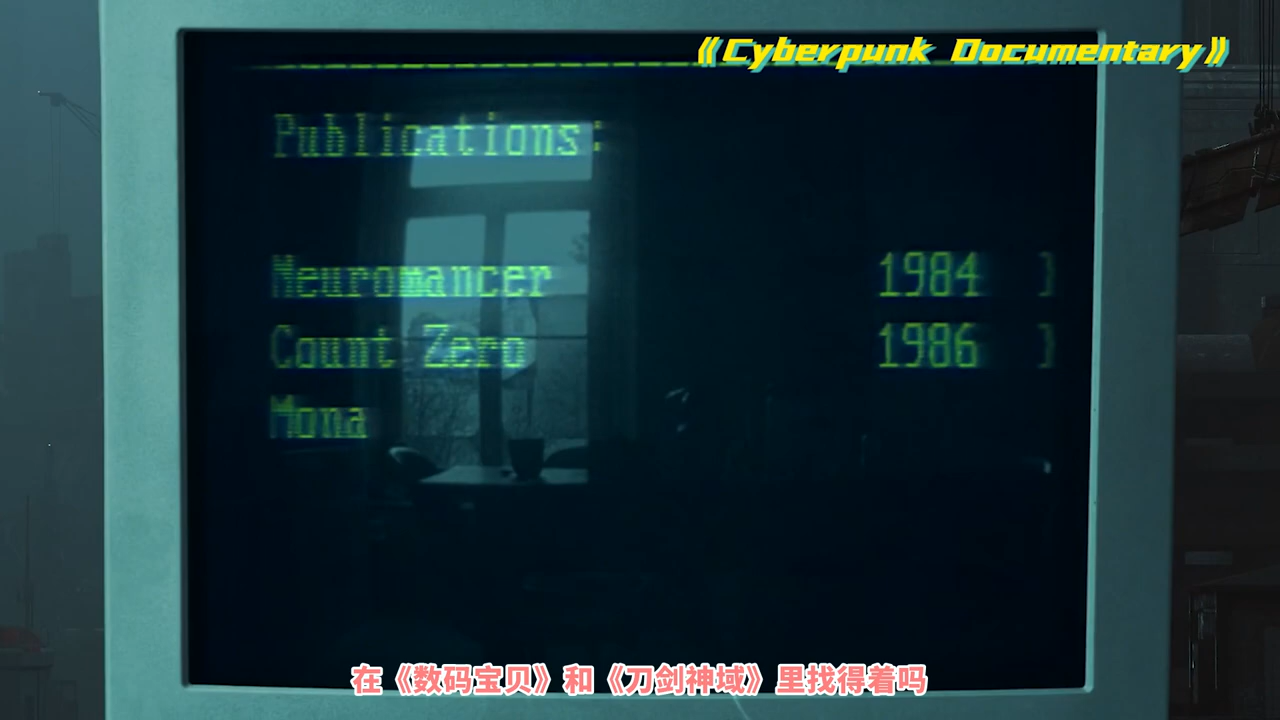 《Cyberpunk Documentary》
Publications:
Neuromancer 1984 ]
Count Zero 1986 ]
Mona
在《数码宝贝》和《刀剑神域》里找得着吗